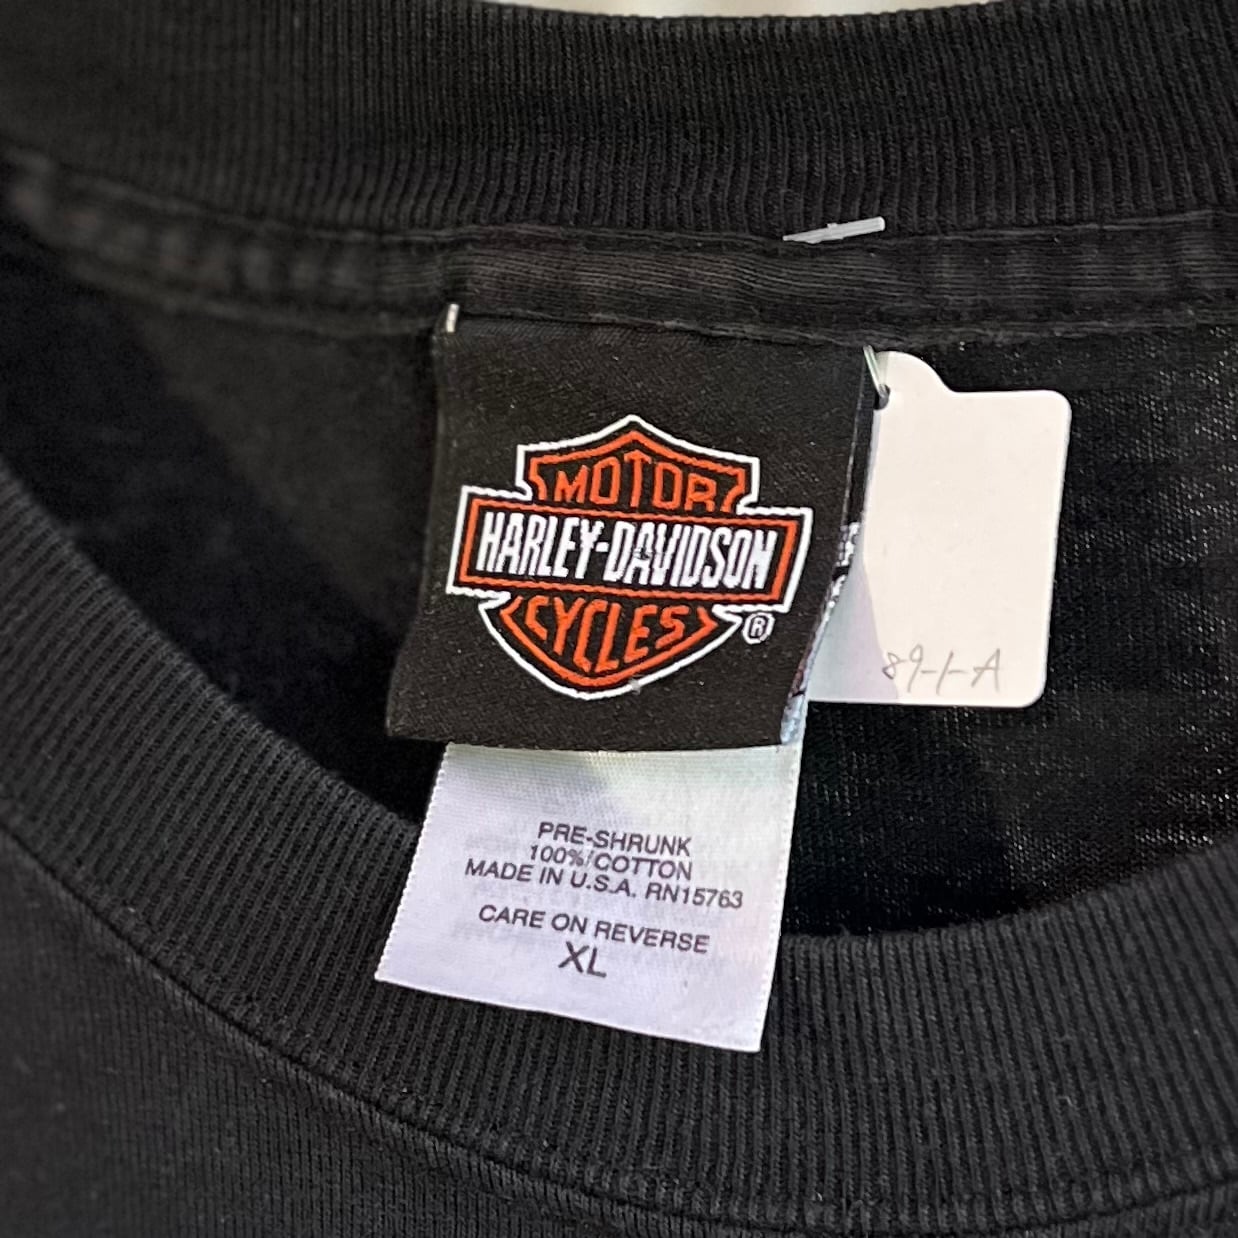 MOTOR
HARLEY-DAVIDSON
CYCLES
®
89-1-A
PRE-SHRUNK
100% COTTON
MADE IN U.S.A. RN15763
CARE ON REVERSE
XL